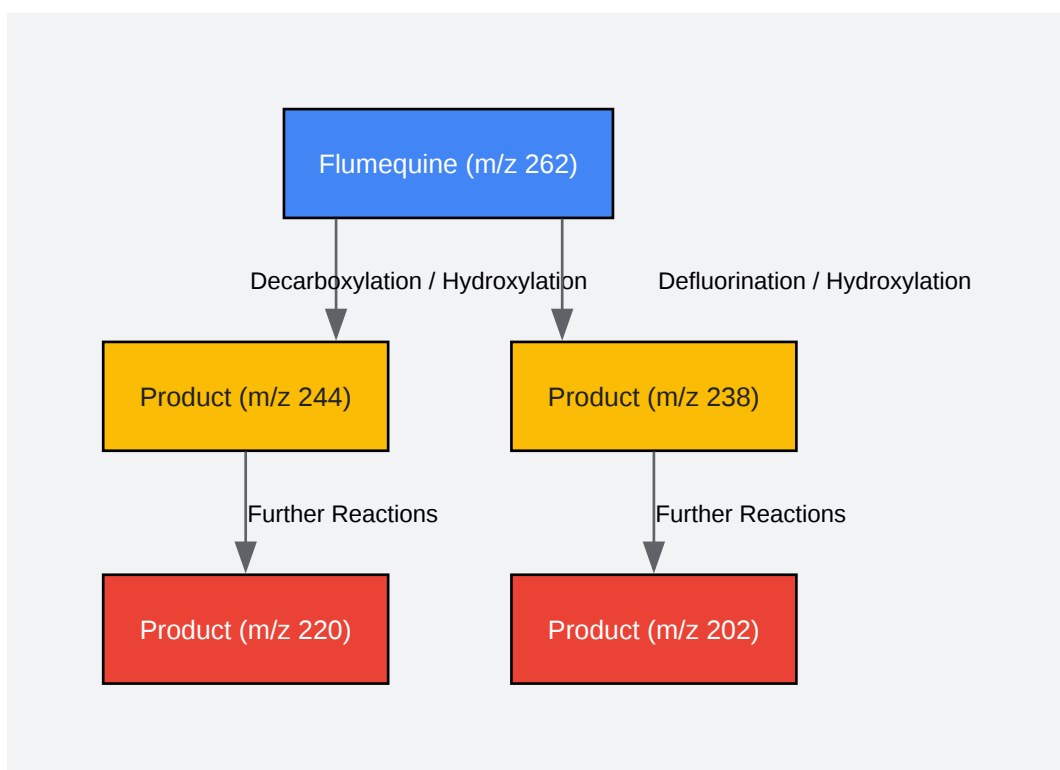 Flumequine (m/z 262)
Decarboxylation / Hydroxylation
Defluorination / Hydroxylation
Product (m/z 244)
Product (m/z 238)
Further Reactions
Further Reactions
Product (m/z 220)
Product (m/z 202)